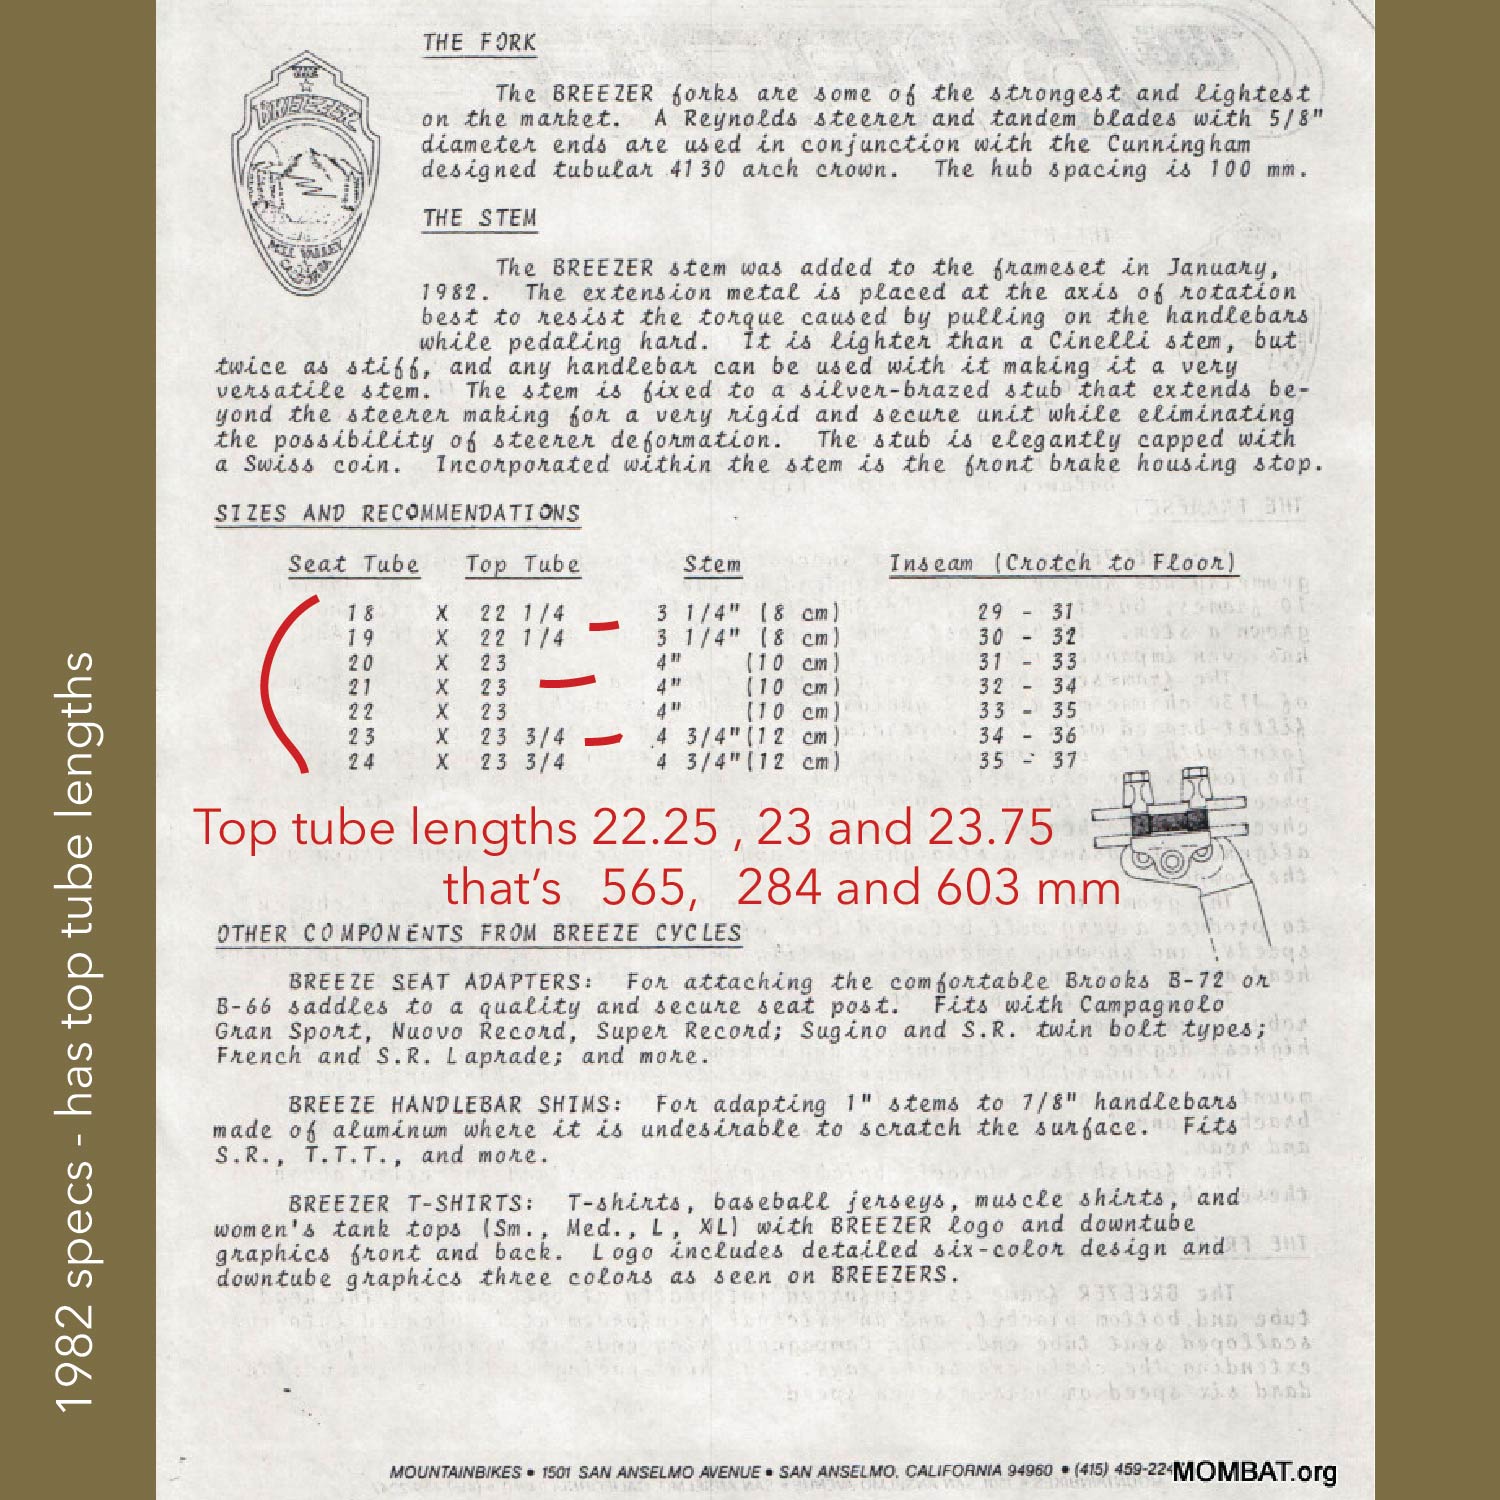 THE FORK
The BREEZER forks are some of the strongest and lightest
on the market. A Reynolds steerer and tandem blades with 5/8"
diameter ends are used in conjunction with the Cunningham
designed tubular 4130 arch crown. The hub spacing is 100 mm.
THE
BREEZER
MILL VALLEY
CALIFORNIA
THE STEM
The BREEZER stem was added to the frameset in January,
1982. The extension metal is placed at the axis of rotation
best to resist the torque caused by pulling on the handlebars
while pedaling hard. It is lighter than a Cinelli stem, but
twice as stiff, and any handlebar can be used with it making it a very
versatile stem. The stem is fixed to a silver-brazed stub that extends be-
yond the steerer making for a very rigid and secure unit while eliminating
the possibility of steerer deformation. The stub is elegantly capped with
a Swiss coin. Incorporated within the stem is the front brake housing stop.
SIZES AND RECOMMENDATIONS
Seat Tube Top Tube Stem Inseam (Crotch to Floor)
18 X 22 1/4 3 1/4" (8 cm) 29 - 31
19 X 22 1/4 3 1/4" (8 cm) 30 - 32
20 X 23 4" (10 cm) 31 - 33
21 X 23 4" (10 cm) 32 - 34
22 X 23 4" (10 cm) 33 - 35
23 X 23 3/4 4 3/4" (12 cm) 34 - 36
24 X 23 3/4 4 3/4" (12 cm) 35 - 37
Top tube lengths 22.25 , 23 and 23.75
that's 565, 284 and 603 mm
OTHER COMPONENTS FROM BREEZE CYCLES
BREEZE SEAT ADAPTERS: For attaching the comfortable Brooks B-72 or
B-66 saddles to a quality and secure seat post. Fits with Campagnolo
Gran Sport, Nuovo Record, Super Record; Sugino and S.R. twin bolt types;
French and S.R. Laprade; and more.
BREEZE HANDLEBAR SHIMS: For adapting 1" stems to 7/8" handlebars
made of aluminum where it is undesirable to scratch the surface. Fits
S.R., T.T.T., and more.
BREEZER T-SHIRTS: T-shirts, baseball jerseys, muscle shirts, and
women's tank tops (Sm., Med., L, XL) with BREEZER logo and downtube
graphics front and back. Logo includes detailed six-color design and
downtube graphics three colors as seen on BREEZERS.
MOUNTAINBIKES • 1501 SAN ANSELMO AVENUE • SAN ANSELMO, CALIFORNIA 94960 • (415) 459-224
MOMBAT.org
1982 specs - has top tube lengths